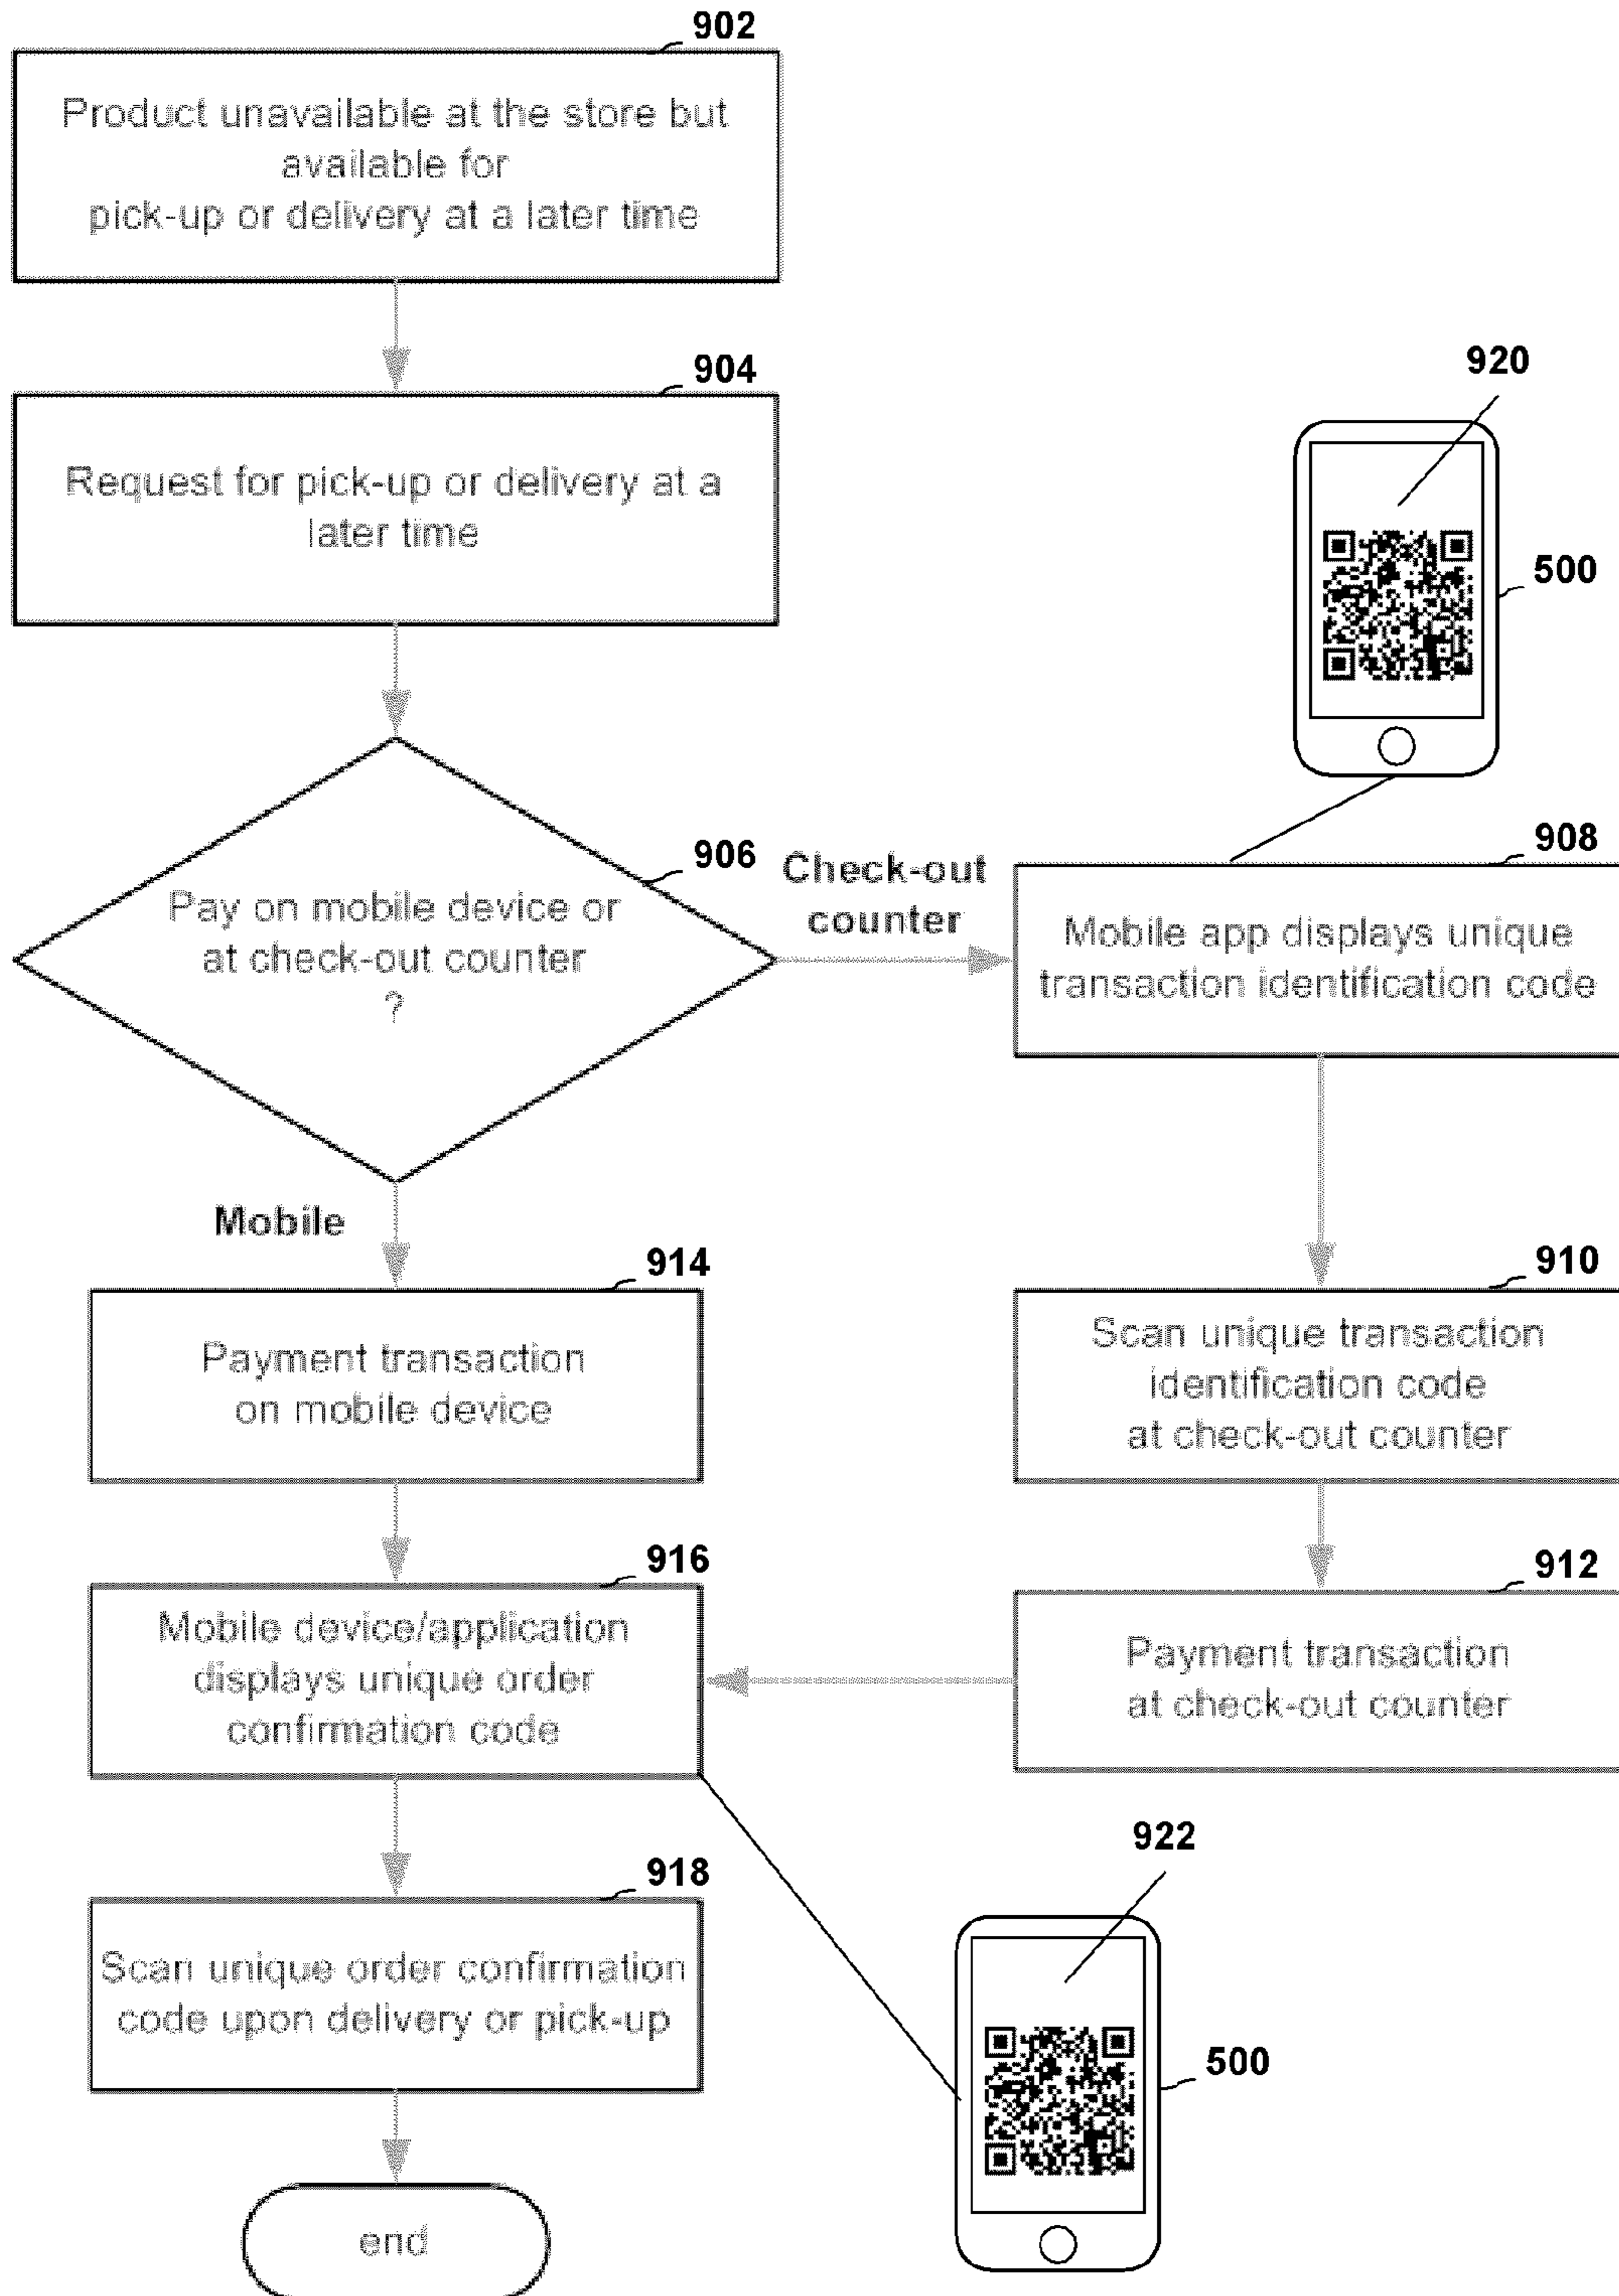 902
Product unavailable at the store but
available for
pick-up or delivery at a later time
904
Request for pick-up or delivery at a
later time
920
500
906
Pay on mobile device or
at check-out counter
?
Check-out
counter
908
Mobile app displays unique
transaction identification code
Mobile
914
Payment transaction
on mobile device
910
Scan unique transaction
identification code
at check-out counter
916
Mobile device/application
displays unique order
confirmation code
912
Payment transaction
at check-out counter
918
Scan unique order confirmation
code upon delivery or pick-up
922
500
end